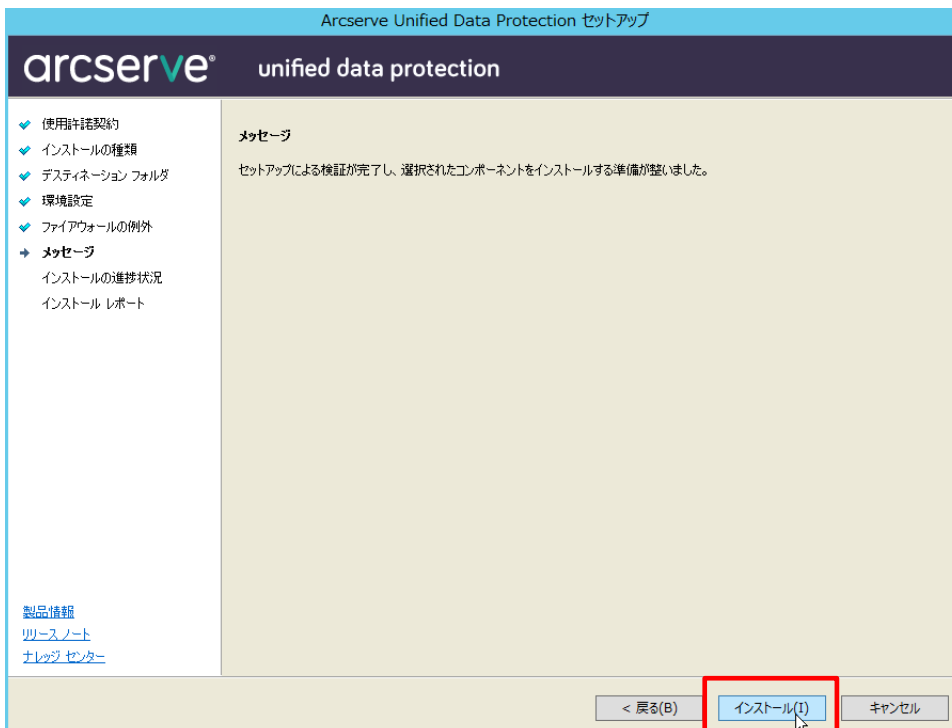 Arcserve Unified Data Protection セットアップ
arcserve® unified data protection
使用許諾契約
インストールの種類
デスティネーション フォルダ
環境設定
ファイアウォールの例外
メッセージ
インストールの進捗状況
インストール レポート
メッセージ
セットアップによる検証が完了し、選択されたコンポーネントをインストールする準備が整いました。
製品情報
リリース ノート
ナレッジ センター
< 戻る(B)
インストール(I)
キャンセル